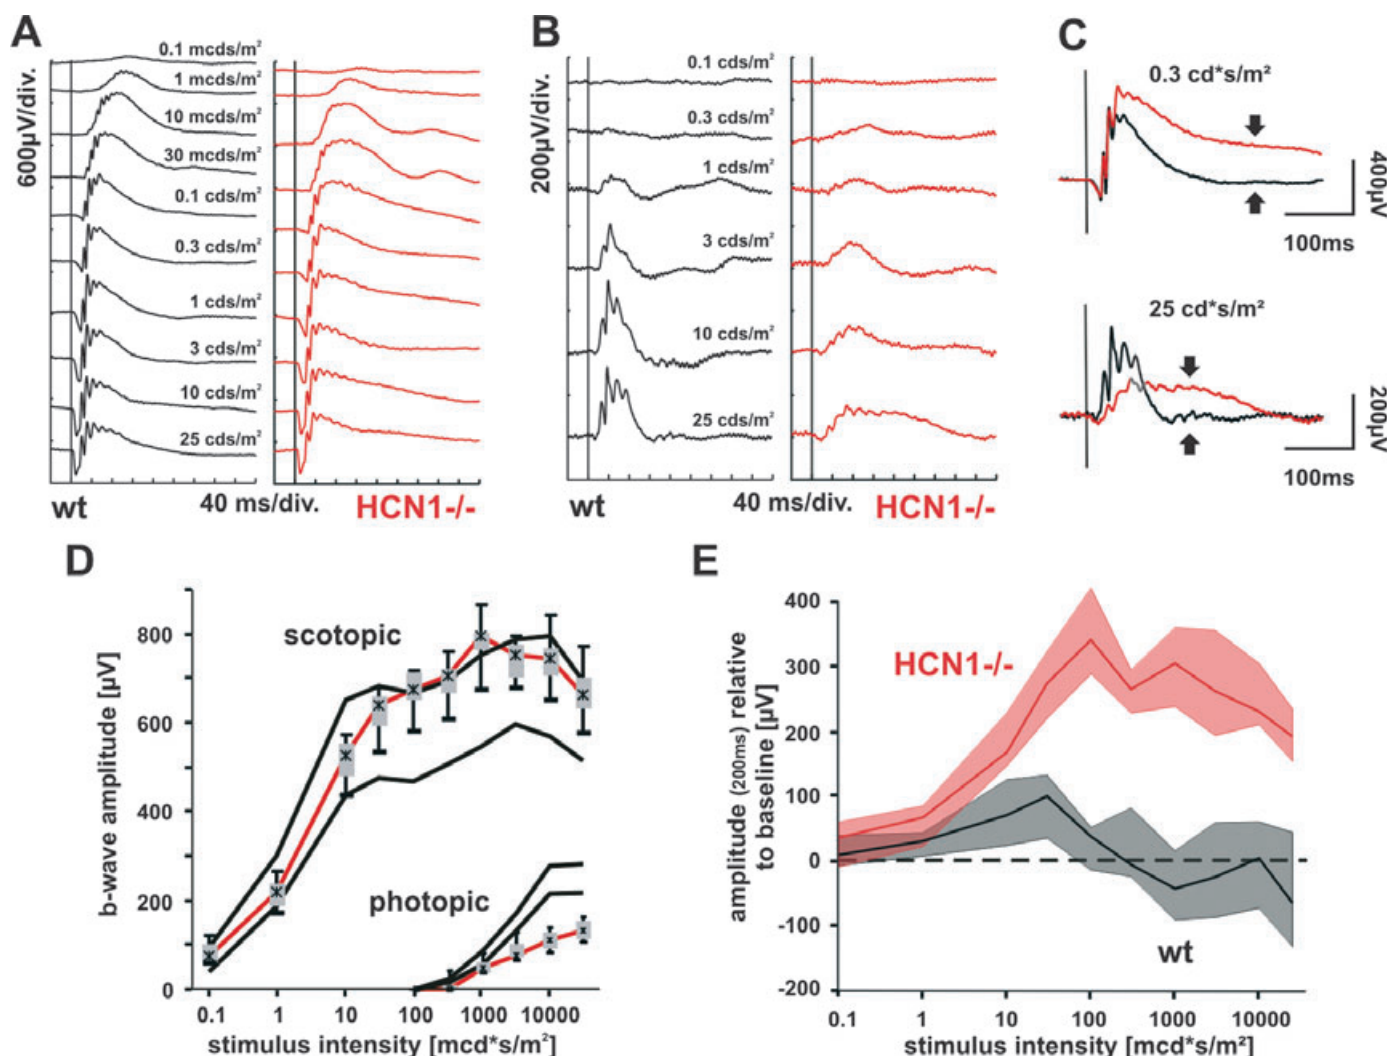 A
600µV/div.
0.1 mcds/m²
1 mcds/m²
10 mcds/m²
30 mcds/m²
0.1 cds/m²
0.3 cds/m²
1 cds/m²
3 cds/m²
10 cds/m²
25 cds/m²
wt
40 ms/div.
HCN1-/-
B
200µV/div.
0.1 cds/m²
0.3 cds/m²
1 cds/m²
3 cds/m²
10 cds/m²
25 cds/m²
wt
40 ms/div.
HCN1-/-
C
0.3 cd*s/m²
400µV
100ms
25 cd*s/m²
200µV
100ms
D
b-wave amplitude [µV]
800
600
400
200
0
scotopic
photopic
0.1 1 10 100 1000 10000
stimulus intensity [mcd*s/m²]
E
amplitude (200ms) relative
to baseline [µV]
400
300
200
100
0
-100
-200
HCN1-/-
wt
0.1 1 10 100 1000 10000
stimulus intensity [mcd*s/m²]